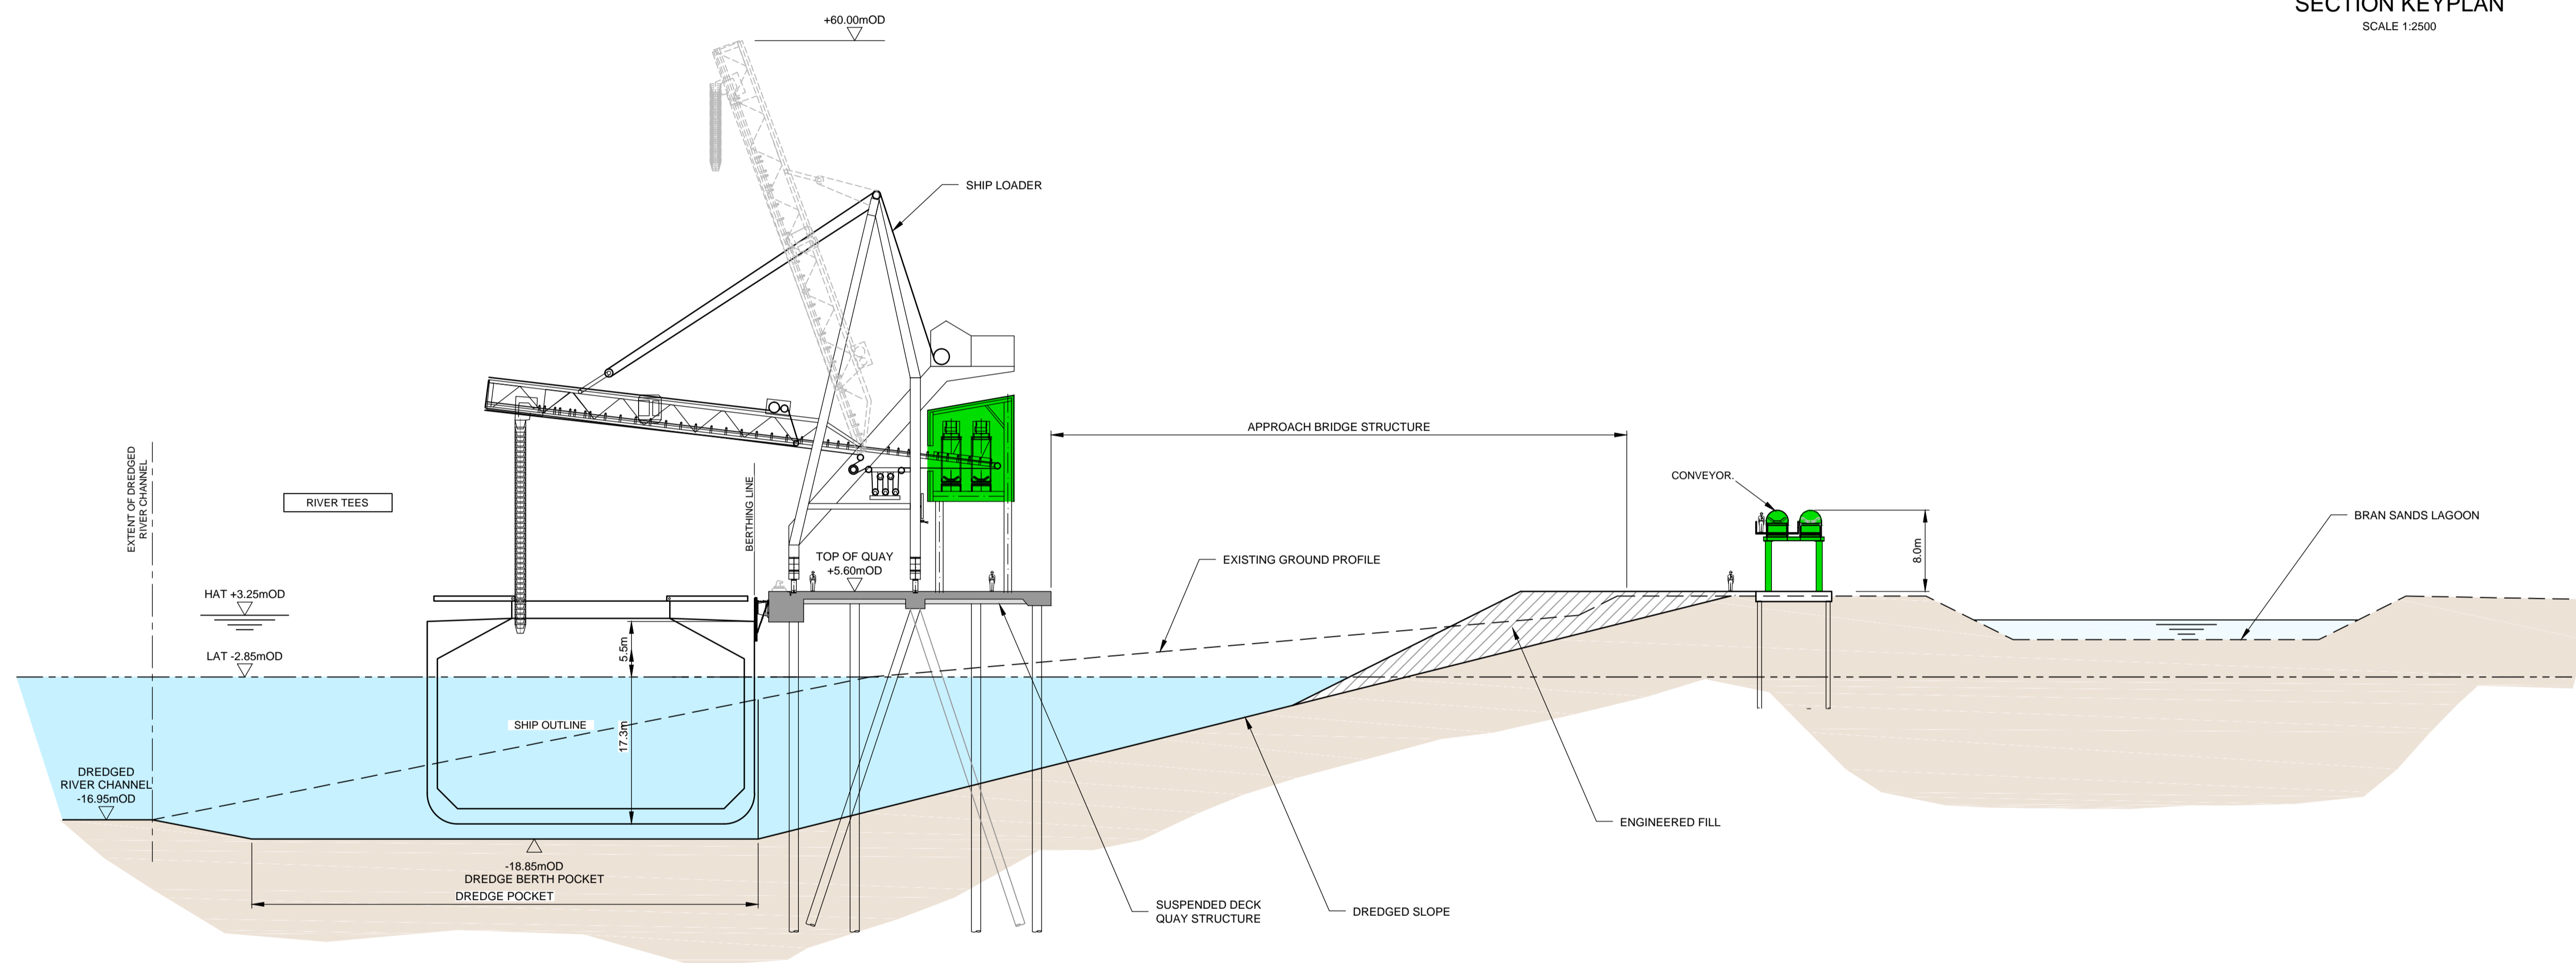 SECTION KEYPLAN
SCALE 1:2500
+60.00mOD
SHIP LOADER
APPROACH BRIDGE STRUCTURE
EXTENT OF DREDGED
RIVER CHANNEL
RIVER TEES
BERTHING LINE
CONVEYOR.
BRAN SANDS LAGOON
8.0m
TOP OF QUAY
+5.60mOD
EXISTING GROUND PROFILE
HAT +3.25mOD
LAT -2.85mOD
5.5m
SHIP OUTLINE
17.3m
DREDGED
RIVER CHANNEL
-16.95mOD
ENGINEERED FILL
-18.85mOD
DREDGE BERTH POCKET
DREDGE POCKET
SUSPENDED DECK
QUAY STRUCTURE
DREDGED SLOPE